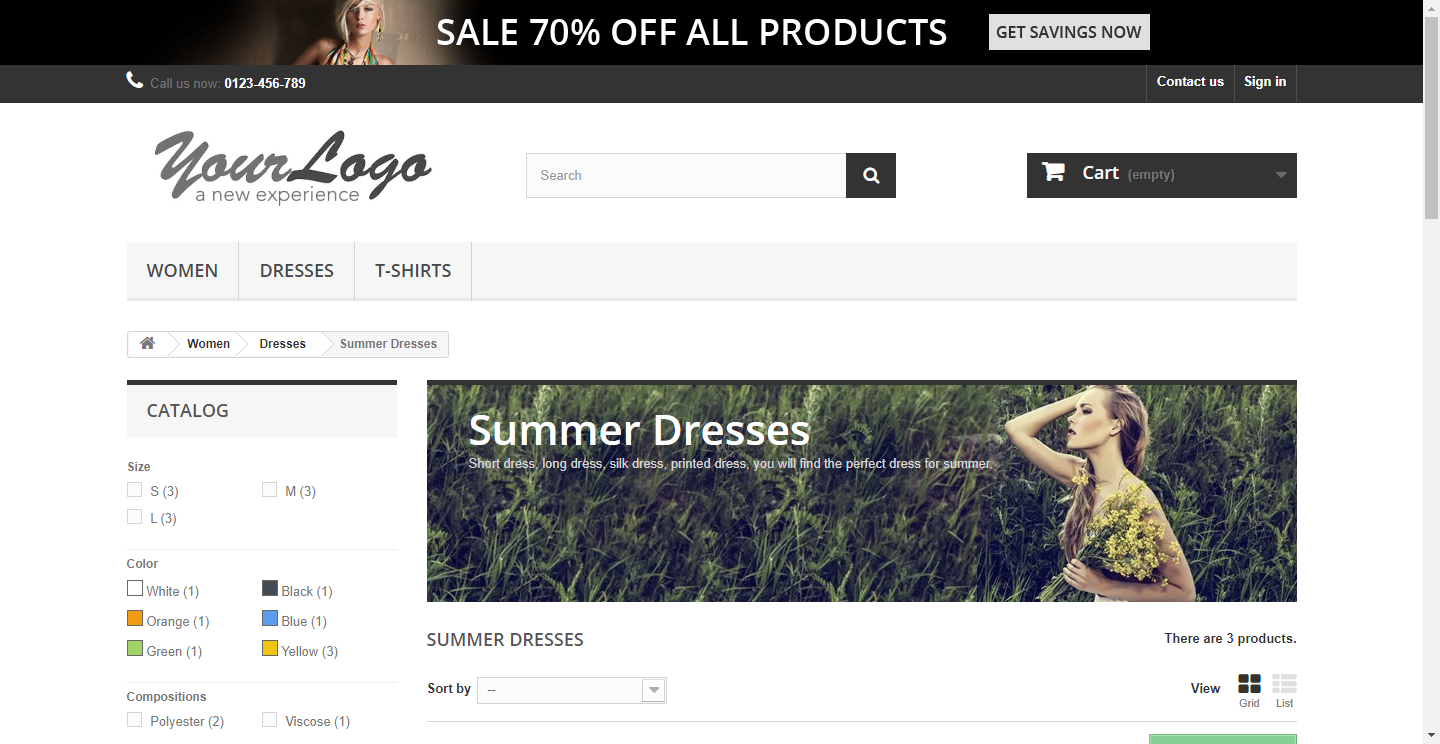 SALE 70% OFF ALL PRODUCTS GET SAVINGS NOW
Call us now: 0123-456-789 Contact us Sign in
YourLogo
a new experience
Search
Cart (empty)
WOMEN DRESSES T-SHIRTS
Women Dresses Summer Dresses
CATALOG
Size
S (3) M (3)
L (3)
Color
White (1) Black (1)
Orange (1) Blue (1)
Green (1) Yellow (3)
Compositions
Polyester (2) Viscose (1)
Summer Dresses
Short dress, long dress, silk dress, printed dress, you will find the perfect dress for summer.
SUMMER DRESSES There are 3 products.
Sort by -- View Grid List